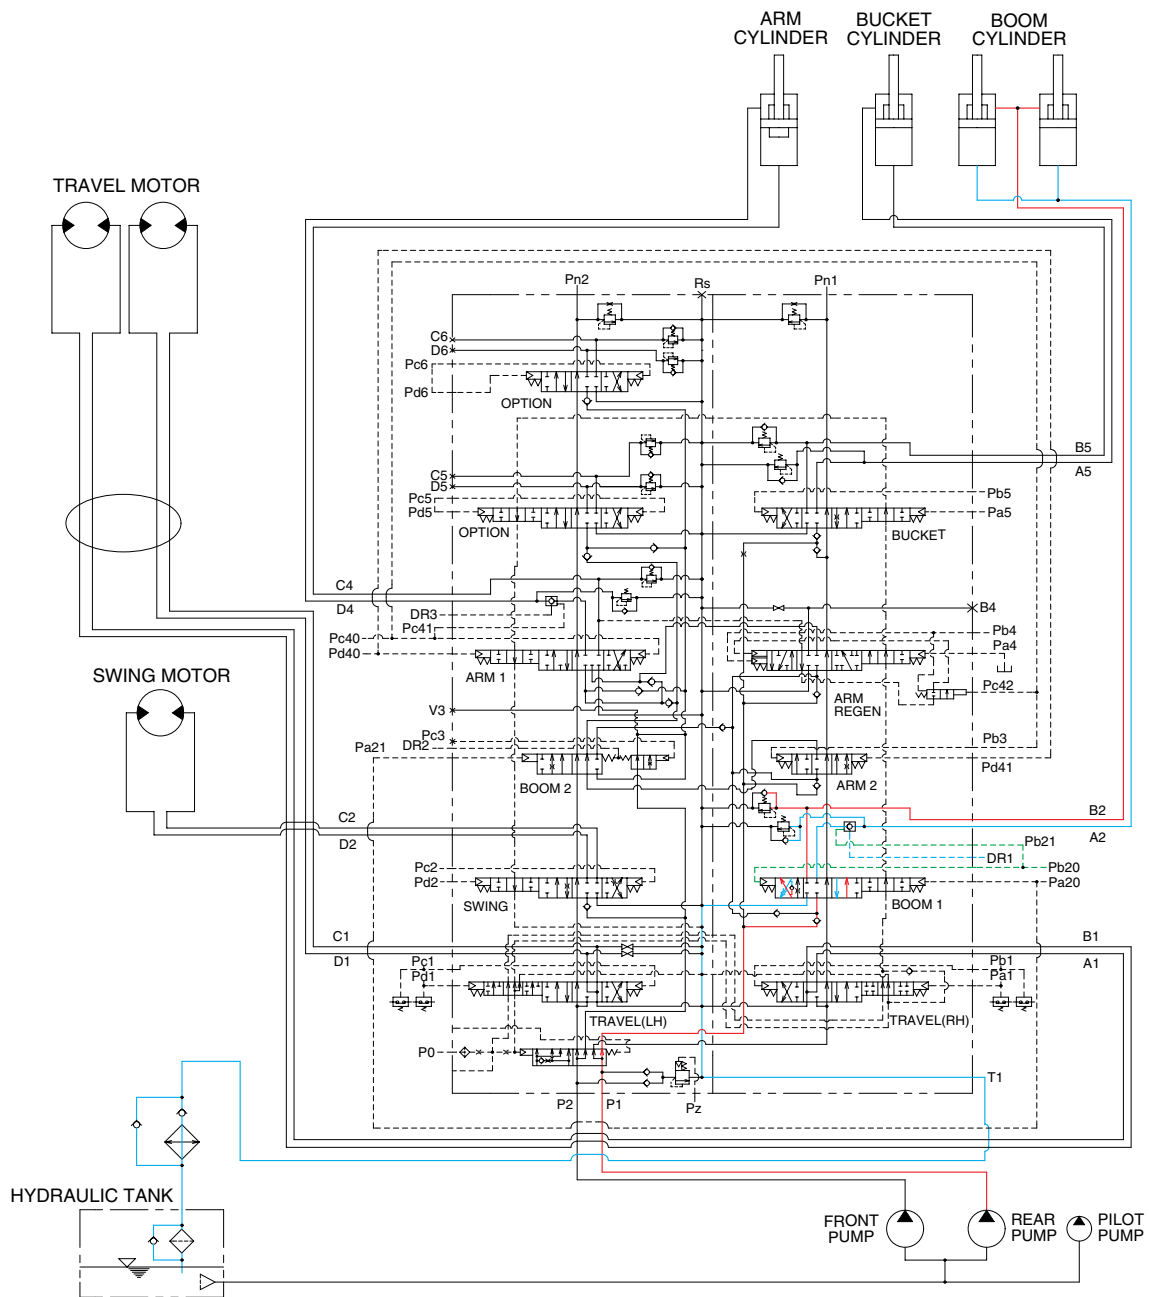 ARM
CYLINDER
BUCKET
CYLINDER
BOOM
CYLINDER
TRAVEL MOTOR
Pn2
Rs
Pn1
C6
D6
Pc6
Pd6
OPTION
B5
A5
C5
D5
Pc5
Pd5
OPTION
Pb5
Pa5
BUCKET
C4
D4
DR3
Pc41
Pc40
Pd40
ARM 1
B4
Pb4
Pa4
Pc42
ARM
REGEN
SWING MOTOR
V3
Pc3
DR2
Pa21
BOOM 2
Pb3
Pd41
ARM 2
B2
A2
C2
D2
Pb21
DR1
Pb20
Pa20
Pc2
Pd2
SWING
BOOM 1
C1
D1
B1
A1
Pc1
Pd1
Pb1
Pa1
TRAVEL(LH)
TRAVEL(RH)
P0
T1
P2
P1
Pz
HYDRAULIC TANK
FRONT
PUMP
REAR
PUMP
PILOT
PUMP